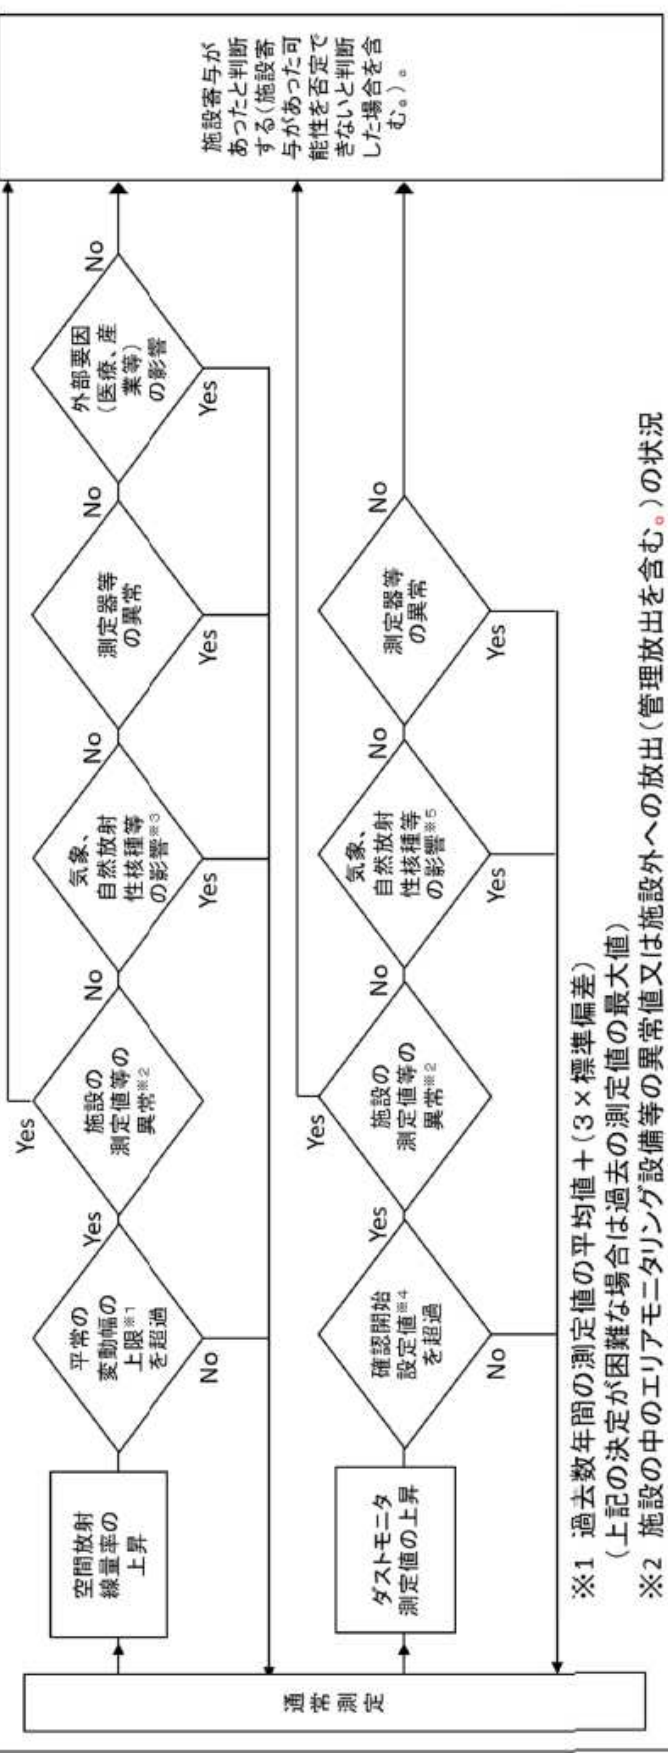 通常測定
空間放射
線量率の
上昇
平常の
変動幅の
上限※1
を超過
Yes
No
施設の
測定値等の
異常※2
Yes
No
気象、
自然放射
性核種等
の影響※3
No
Yes
測定器等
の異常
No
Yes
外部要因
(医療、産
業等)
の影響
No
Yes
ダストモニタ
測定値の上昇
確認開始
設定値※4
を超過
Yes
No
施設の
測定値等の
異常※2
Yes
No
気象、
自然放射
性核種等
の影響※5
No
Yes
測定器等
の異常
No
Yes
施設寄与が
あったと判断
する(施設寄
与があった可
能性を否定で
きないと判断
した場合を含
む。)。
※1 過去数年間の測定値の平均値+(3×標準偏差)
(上記の決定が困難な場合は過去の測定値の最大値)
※2 施設の中のエリアモニタリング設備等の異常値又は施設外への放出(管理放出を含む。)の状況